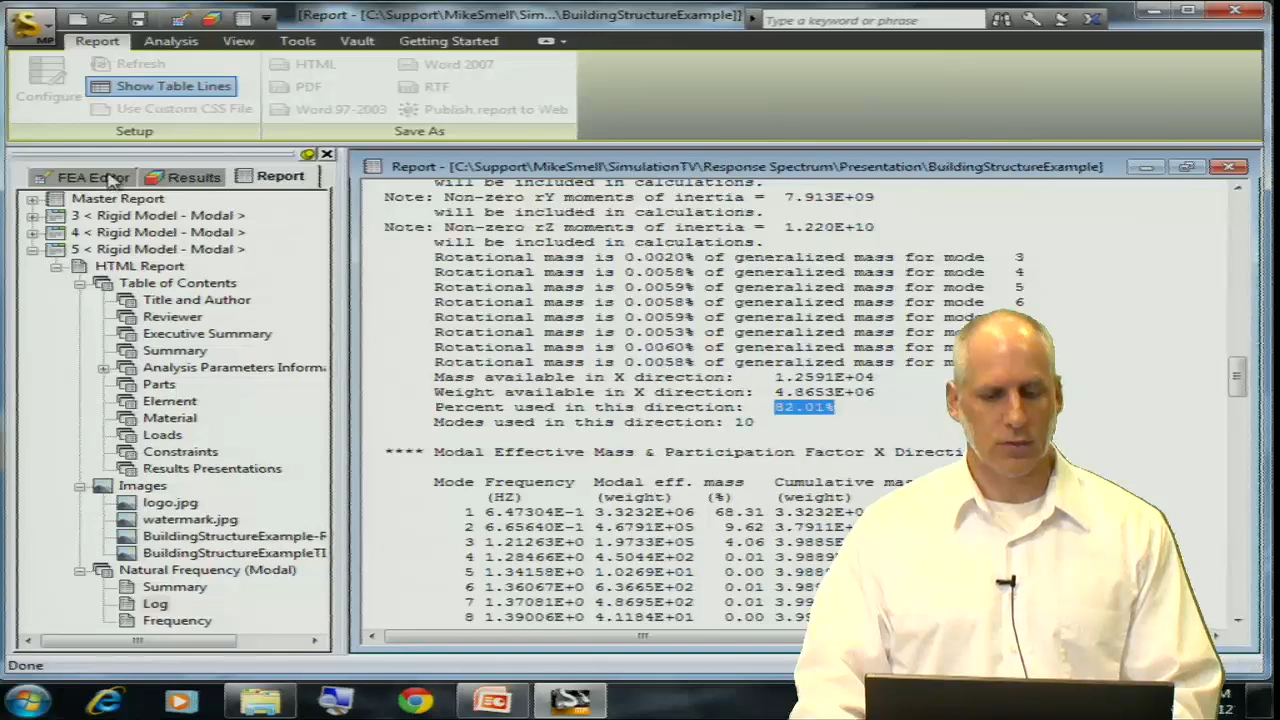 [Report - [C:\Support\MikeSmell\Sim...\BuildingStructureExample]]
Type a keyword or phrase
MP
Report Analysis View Tools Vault Getting Started
Configure
Refresh
Show Table Lines
Use Custom CSS File
Setup
HTML
PDF
Word 97-2003
Word 2007
RTF
Publish report to Web
Save As
FEA Editor Results Report
Master Report
3 < Rigid Model - Modal >
4 < Rigid Model - Modal >
5 < Rigid Model - Modal >
HTML Report
Table of Contents
Title and Author
Reviewer
Executive Summary
Summary
Analysis Parameters Inform
Parts
Element
Material
Loads
Constraints
Results Presentations
Images
logo.jpg
watermark.jpg
BuildingStructureExample-F
BuildingStructureExampleTI
Natural Frequency (Modal)
Summary
Log
Frequency
Report - [C:\Support\MikeSmell\SimulationTV\Response Spectrum\Presentation\BuildingStructureExample]
will be included in calculations.
Note: Non-zero rY moments of inertia = 7.913E+09
will be included in calculations.
Note: Non-zero rZ moments of inertia = 1.220E+10
will be included in calculations.
Rotational mass is 0.0020% of generalized mass for mode 3
Rotational mass is 0.0058% of generalized mass for mode 4
Rotational mass is 0.0059% of generalized mass for mode 5
Rotational mass is 0.0058% of generalized mass for mode 6
Rotational mass is 0.0059% of generalized mass for mode
Rotational mass is 0.0053% of generalized mass for mode
Rotational mass is 0.0060% of generalized mass for mode
Rotational mass is 0.0058% of generalized mass for mode
Mass available in X direction: 1.2591E+04
Weight available in X direction: 4.8653E+06
Percent used in this direction: 82.01%
Modes used in this direction: 10
**** Modal Effective Mass & Participation Factor X Directi
Mode Frequency Modal eff. mass Cumulative ma
(HZ) (weight) (%) (weight)
1 6.47304E-1 3.3232E+06 68.31 3.3232E
2 6.65640E-1 4.6791E+05 9.62 3.7911E
3 1.21263E+0 1.9733E+05 4.06 3.9885
4 1.28466E+0 4.5044E+02 0.01 3.9889
5 1.34158E+0 1.0269E+01 0.00 3.98
6 1.36067E+0 6.3665E+02 0.01 3.98
7 1.37081E+0 4.8695E+02 0.01 3.99
8 1.39006E+0 4.1184E+01 0.00 3.9
Done
MP